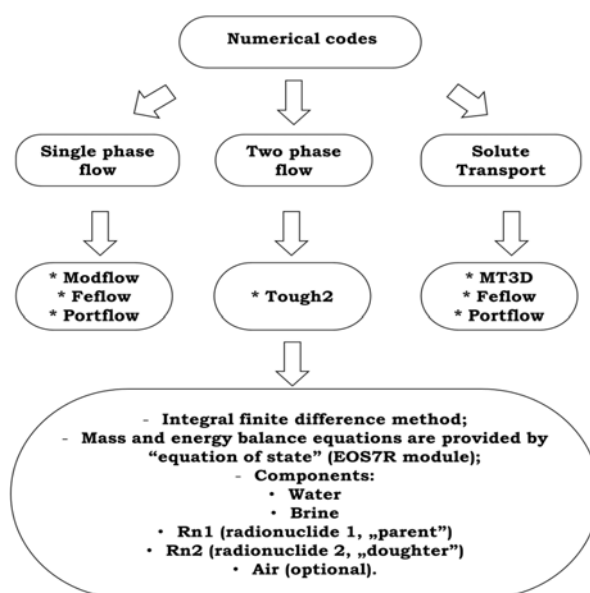 Numerical codes
Single phase
flow
Two phase
flow
Solute
Transport
* Modflow
* Feflow
* Portflow
* Tough2
* MT3D
* Feflow
* Portflow
- Integral finite difference method;
- Mass and energy balance equations are provided by
“equation of state” (EOS7R module);
- Components:
• Water
• Brine
• Rn1 (radionuclide 1, „parent”)
• Rn2 (radionuclide 2, „doughter”)
• Air (optional).